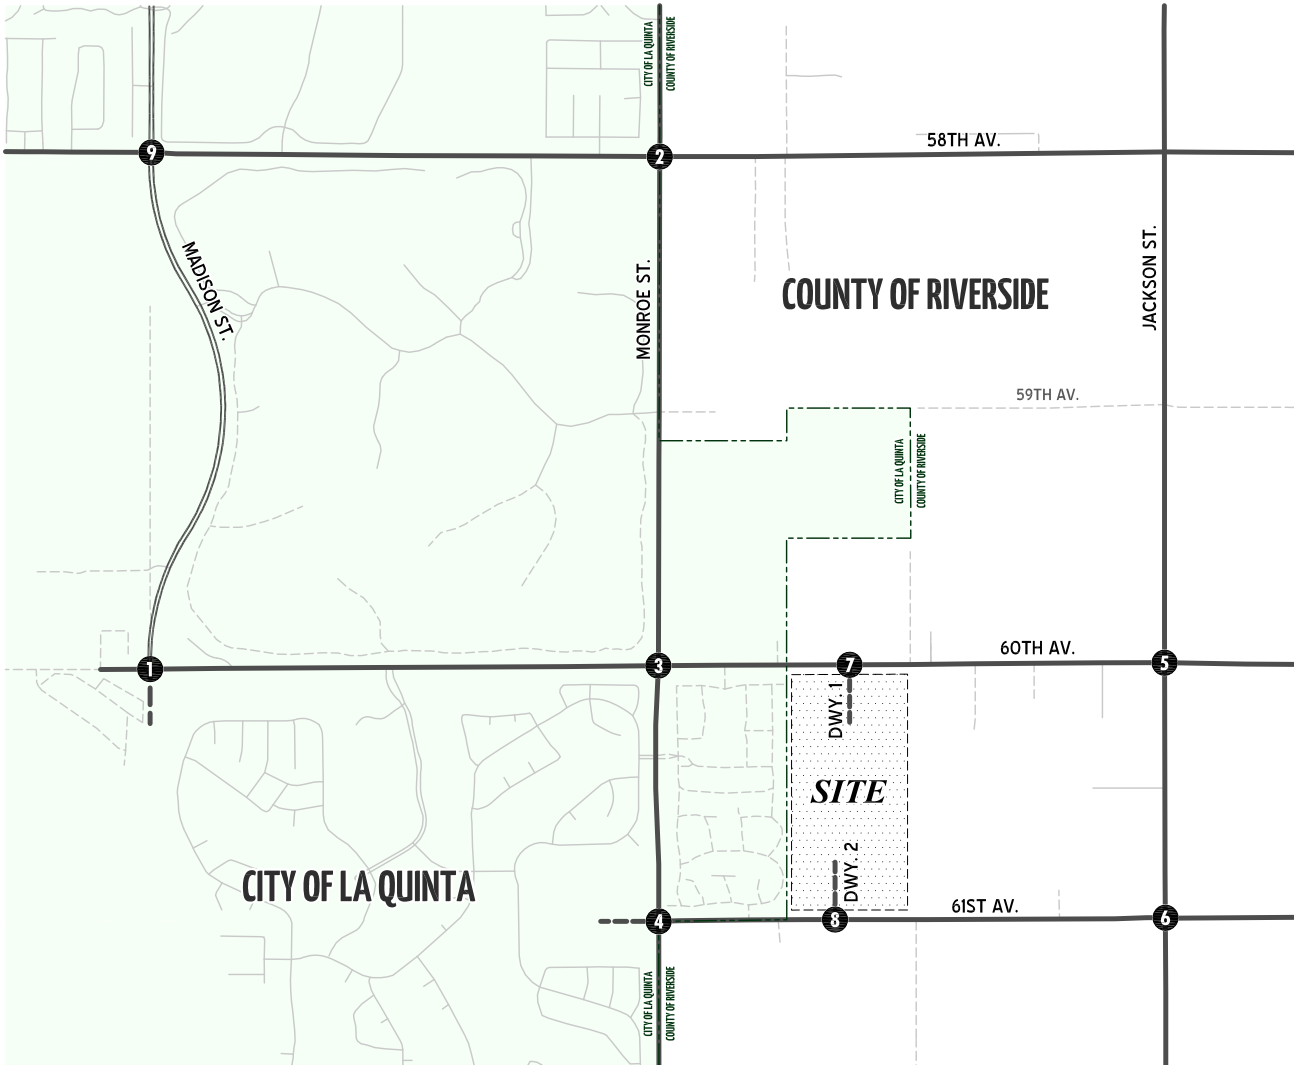 CITY OF LA QUINTA
COUNTY OF RIVERSIDE
58TH AV.
9
2
MADISON ST.
MONROE ST.
COUNTY OF RIVERSIDE
JACKSON ST.
59TH AV.
CITY OF LA QUINTA
COUNTY OF RIVERSIDE
60TH AV.
1
3
7
5
DWY. 1
SITE
DWY. 2
CITY OF LA QUINTA
61ST AV.
4
8
6
CITY OF LA QUINTA
COUNTY OF RIVERSIDE